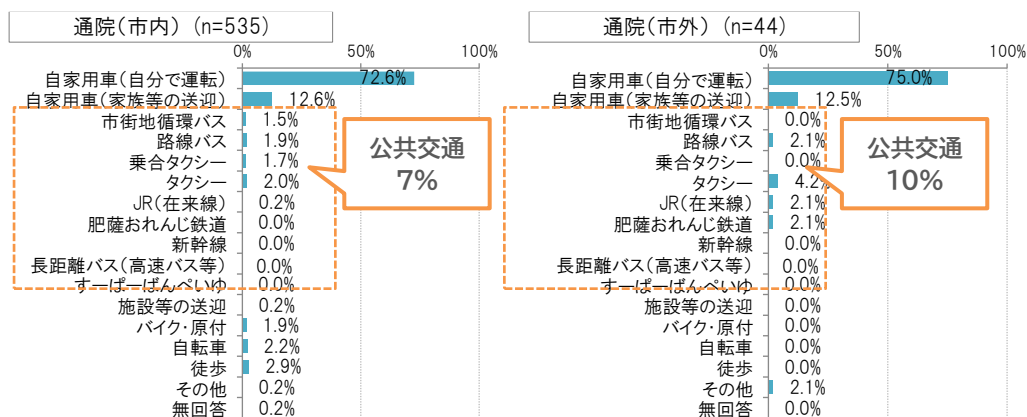 通院(市内) (n=535)
0% 50% 100%
自家用車(自分で運転) 72.6%
自家用車(家族等の送迎) 12.6%
市街地循環バス 1.5%
路線バス 1.9%
乗合タクシー 1.7%
タクシー 2.0%
JR(在来線) 0.2%
肥薩おれんじ鉄道 0.0%
新幹線 0.0%
長距離バス(高速バス等) 0.0%
すーぱーばんぺいゆ 0.0%
施設等の送迎 0.2%
バイク・原付 1.9%
自転車 2.2%
徒歩 2.9%
その他 0.2%
無回答 0.2%
公共交通
7%
通院(市外) (n=44)
0% 50% 100%
自家用車(自分で運転) 75.0%
自家用車(家族等の送迎) 12.5%
市街地循環バス 0.0%
路線バス 2.1%
乗合タクシー 0.0%
タクシー 4.2%
JR(在来線) 2.1%
肥薩おれんじ鉄道 2.1%
新幹線 0.0%
長距離バス(高速バス等) 0.0%
すーぱーばんぺいゆ 0.0%
施設等の送迎 0.0%
バイク・原付 0.0%
自転車 0.0%
徒歩 0.0%
その他 2.1%
無回答 0.0%
公共交通
10%